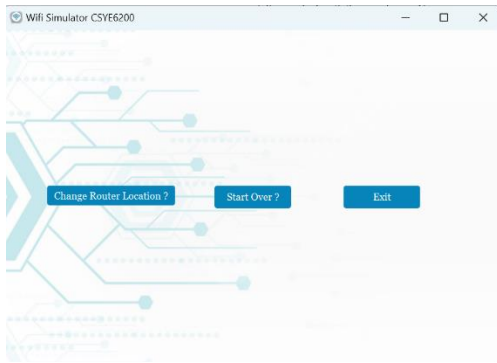 Wifi Simulator CSYE6200
Change Router Location ?
Start Over ?
Exit